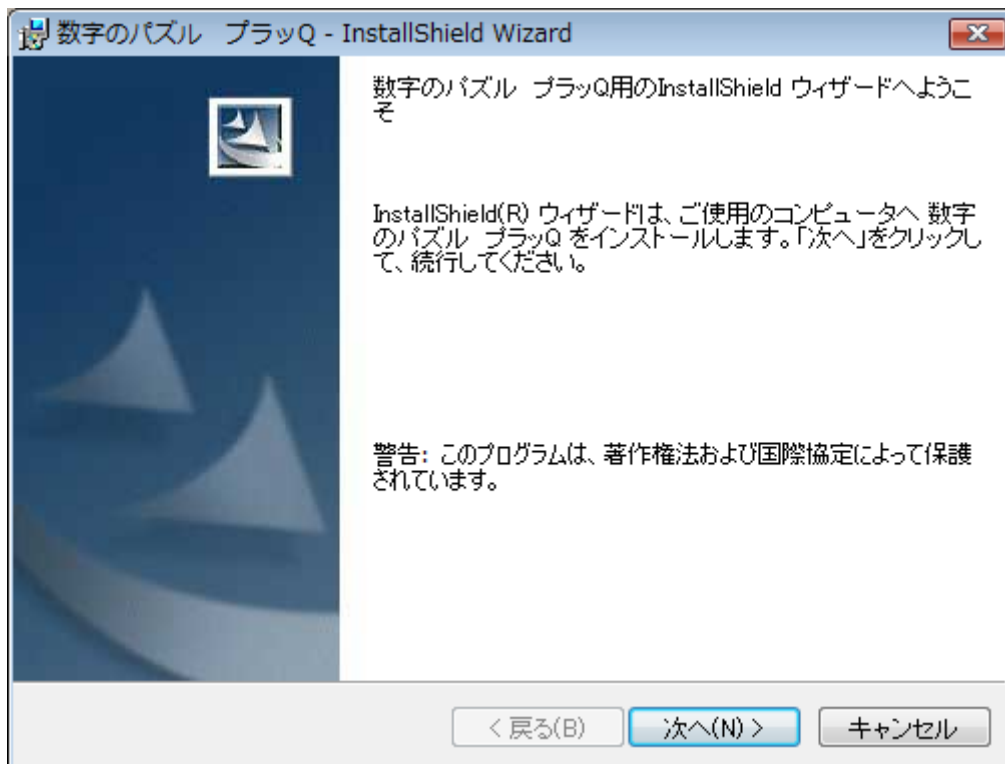 数字のパズル　プラッQ - InstallShield Wizard
数字のパズル　プラッQ用のInstallShield ウィザードへようこ
そ
InstallShield(R) ウィザードは、ご使用のコンピュータへ 数字
のパズル　プラッQ をインストールします。「次へ」をクリックし
て、続行してください。
警告: このプログラムは、著作権法および国際協定によって保護
されています。
< 戻る(B)
次へ(N) >
キャンセル